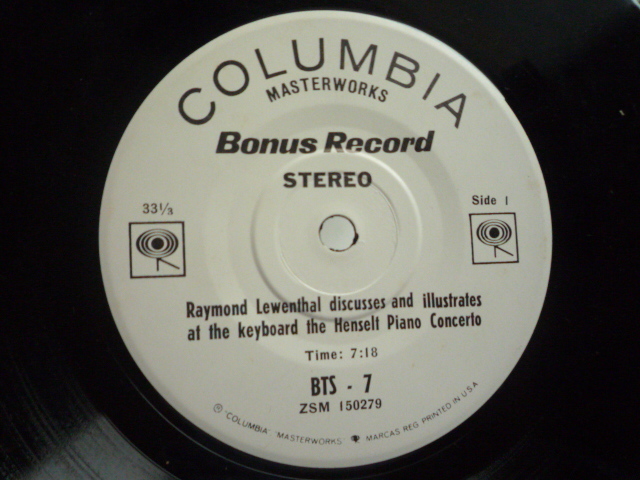 COLUMBIA
MASTERWORKS
Bonus Record
STEREO
33⅓
Side 1
Raymond Lewenthal discusses and illustrates
at the keyboard the Henselt Piano Concerto
Time: 7:18
BTS - 7
ZSM 150279
Ⓟ "COLUMBIA" "MASTERWORKS" MARCAS REG. PRINTED IN U.S.A.